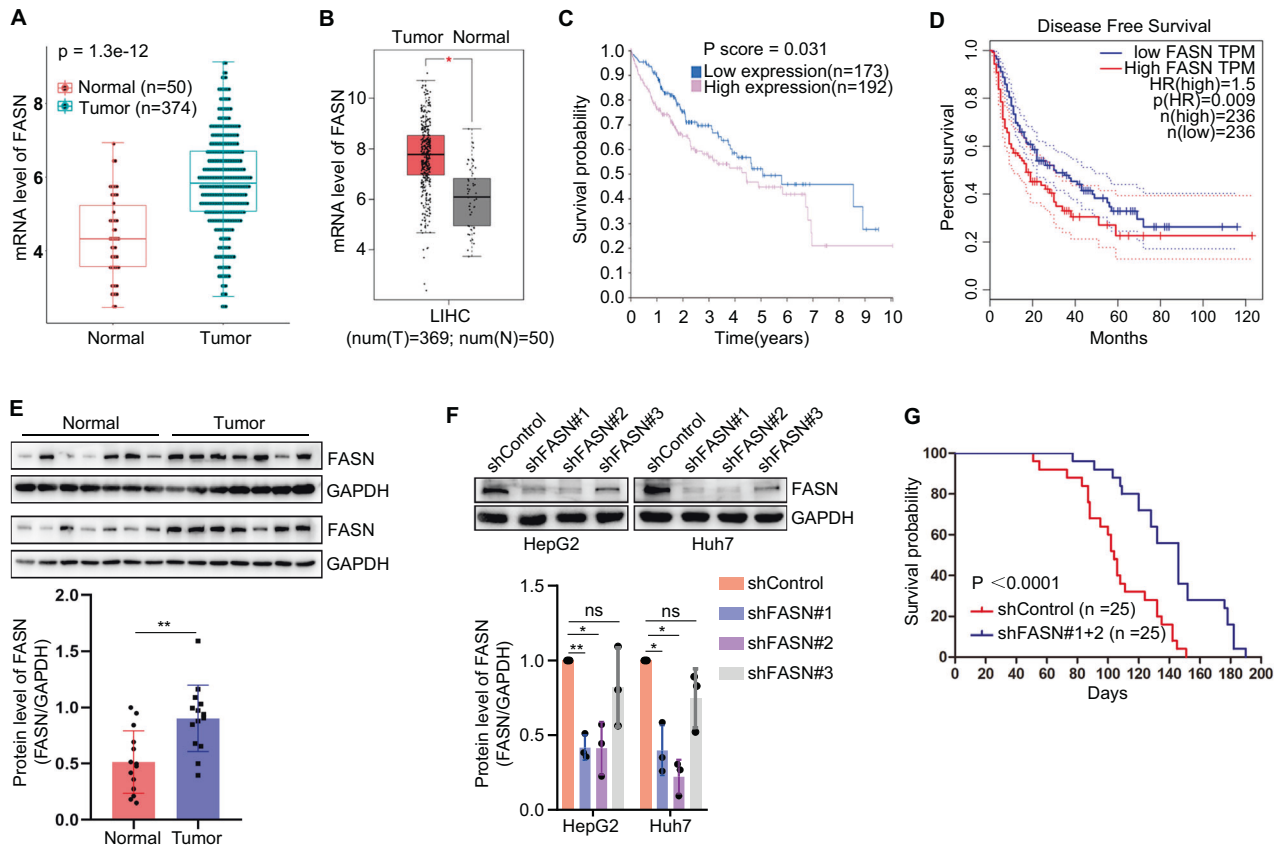 A
p = 1.3e-12
Normal (n=50)
Tumor (n=374)
mRNA level of FASN
8
6
4
Normal
Tumor
B
Tumor Normal
*
mRNA level of FASN
10
8
6
4
LIHC
(num(T)=369; num(N)=50)
C
P score = 0.031
Low expression(n=173)
High expression(n=192)
Survival probability
1.0
0.9
0.8
0.7
0.6
0.5
0.4
0.3
0.2
0.1
0.0
0 1 2 3 4 5 6 7 8 9 10
Time(years)
D
Disease Free Survival
low FASN TPM
High FASN TPM
HR(high)=1.5
p(HR)=0.009
n(high)=236
n(low)=236
Percent survival
1.0
0.8
0.6
0.4
0.2
0.0
0 20 40 60 80 100 120
Months
E
Normal Tumor
FASN
GAPDH
FASN
GAPDH
Protein level of FASN
(FASN/GAPDH)
2.0
1.5
1.0
0.5
0.0
**
Normal
Tumor
F
shControl
shFASN#1
shFASN#2
shFASN#3
shControl
shFASN#1
shFASN#2
shFASN#3
FASN
GAPDH
HepG2
Huh7
Protein level of FASN
(FASN/GAPDH)
1.5
1.0
0.5
0.0
ns
*
**
ns
*
*
HepG2
Huh7
shControl
shFASN#1
shFASN#2
shFASN#3
G
Survival probability
100
80
60
40
20
0
P <0.0001
shControl (n =25)
shFASN#1+2 (n =25)
0 20 40 60 80 100 120 140 160 180 200
Days